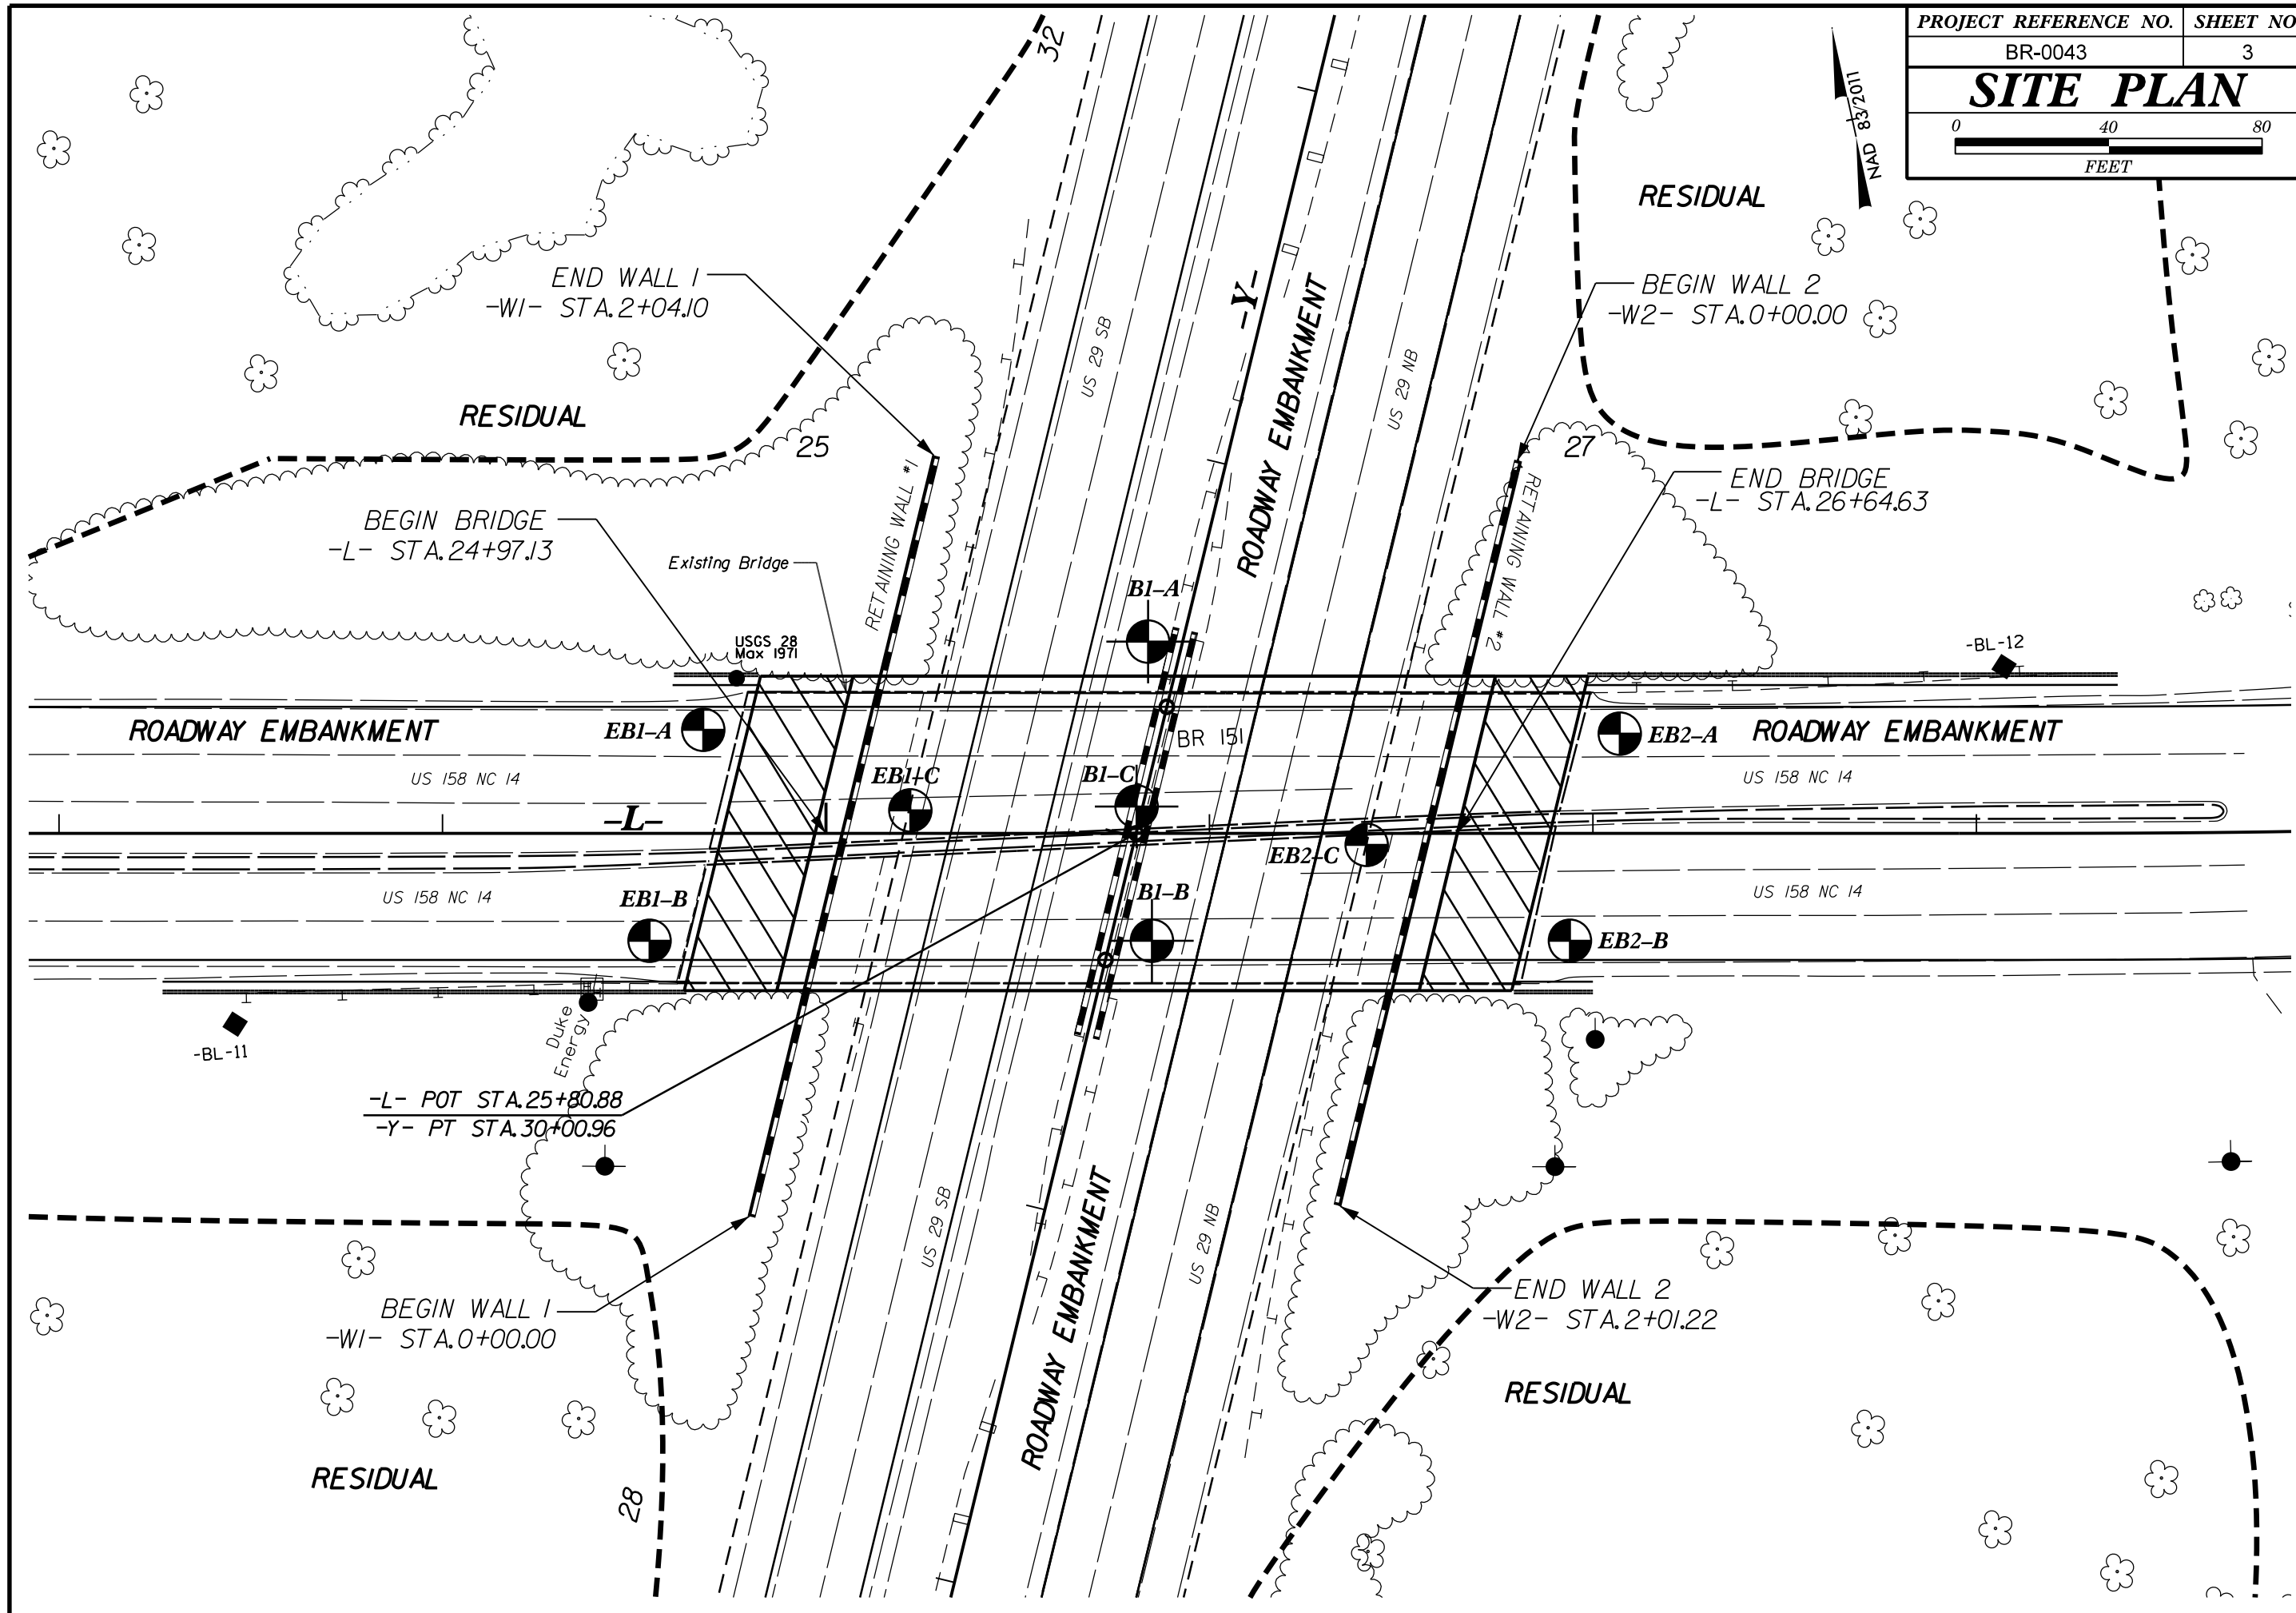 PROJECT REFERENCE NO. SHEET NO
BR-0043 3
SITE PLAN
0 40 80
FEET
NAD 83/2011
32
RESIDUAL
END WALL 1
-W1- STA. 2+04.10
BEGIN WALL 2
-W2- STA. 0+00.00
-Y-
US 29 SB
ROADWAY EMBANKMENT
US 29 NB
RESIDUAL
25
27
END BRIDGE
-L- STA. 26+64.63
BEGIN BRIDGE
-L- STA. 24+97.13
RETAINING WALL #1
RETAINING WALL #2
Existing Bridge
B1-A
USGS 28
Max 1971
-BL-12
EB1-A
ROADWAY EMBANKMENT
BR 151
EB2-A
ROADWAY EMBANKMENT
US 158 NC 14
EB1-C
B1-C
US 158 NC 14
-L-
EB2-C
US 158 NC 14
EB1-B
B1-B
US 158 NC 14
EB2-B
-BL-11
Duke
Energy
-L- POT STA. 25+80.88
-Y- PT STA. 30+00.96
US 29 SB
ROADWAY EMBANKMENT
US 29 NB
BEGIN WALL 1
-W1- STA. 0+00.00
END WALL 2
-W2- STA. 2+01.22
RESIDUAL
RESIDUAL
28